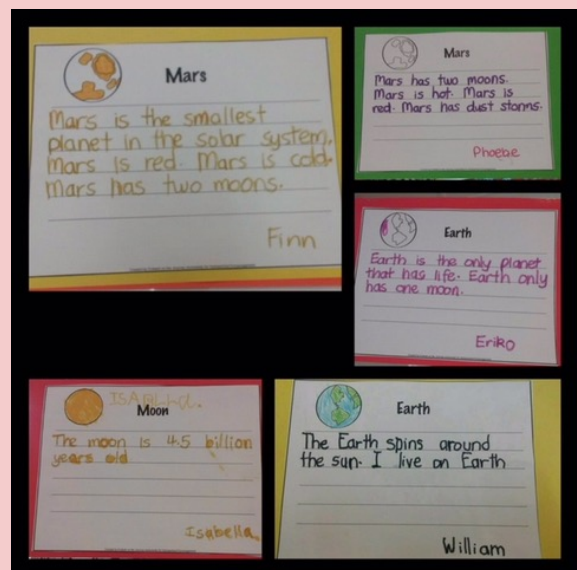 Mars
Mars is the smallest
planet in the solar system.
Mars is red. Mars is cold.
Mars has two moons.
Finn
Mars
Mars has two moons.
Mars is hot. Mars is
red. Mars has dust storms.
Phoebe
Earth
Earth is the only planet
that has life. Earth only
has one moon.
Eriko
ISABLLa.
Moon
The moon is 4.5 billion
years old
Isabella.
Earth
The Earth spins around
the sun. I live on Earth
William